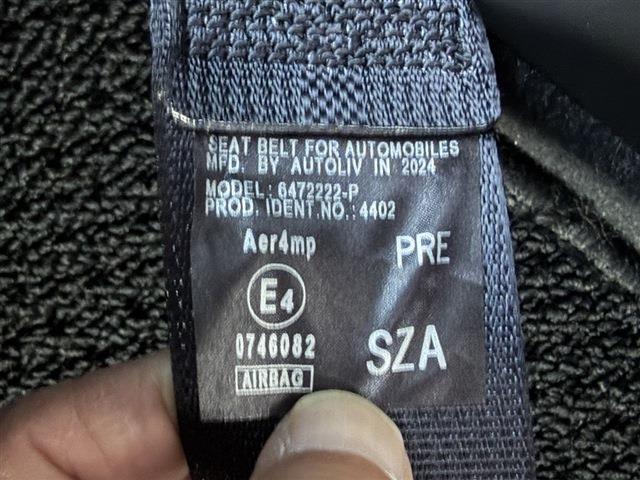 SEAT BELT FOR AUTOMOBILES
MFD. BY AUTOLIV IN 2024
MODEL: 6472222-P
PROD. IDENT.NO.: 4402
Aer4mp PRE
E4
0746082 SZA
AIRBAG